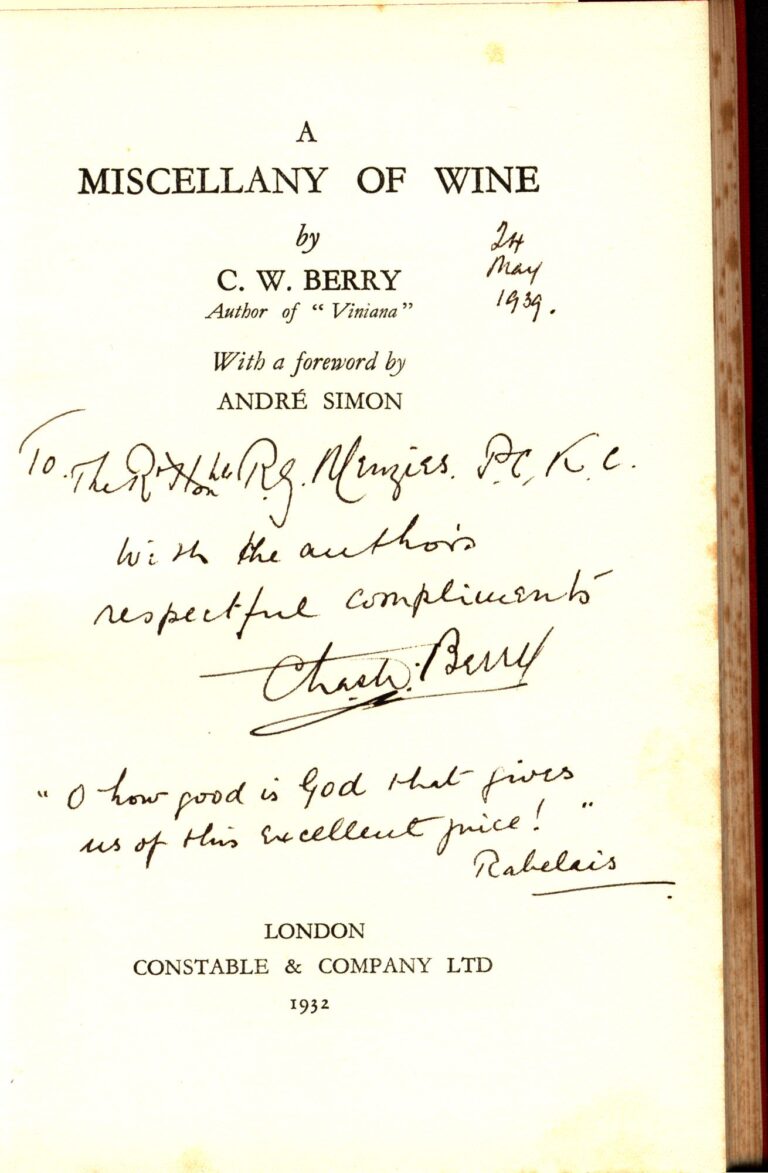 A
MISCELLANY OF WINE
by
C. W. BERRY
Author of “Viniana”
24
May
1939.
With a foreword by
ANDRÉ SIMON
To. The Rt Honble R.G. Menzies. P.C, K.C.
With the author's
respectful compliments
Chas W. Berry
“O how good is God that gives
us of this excellent juice!”
Rabelais
LONDON
CONSTABLE & COMPANY LTD
1932